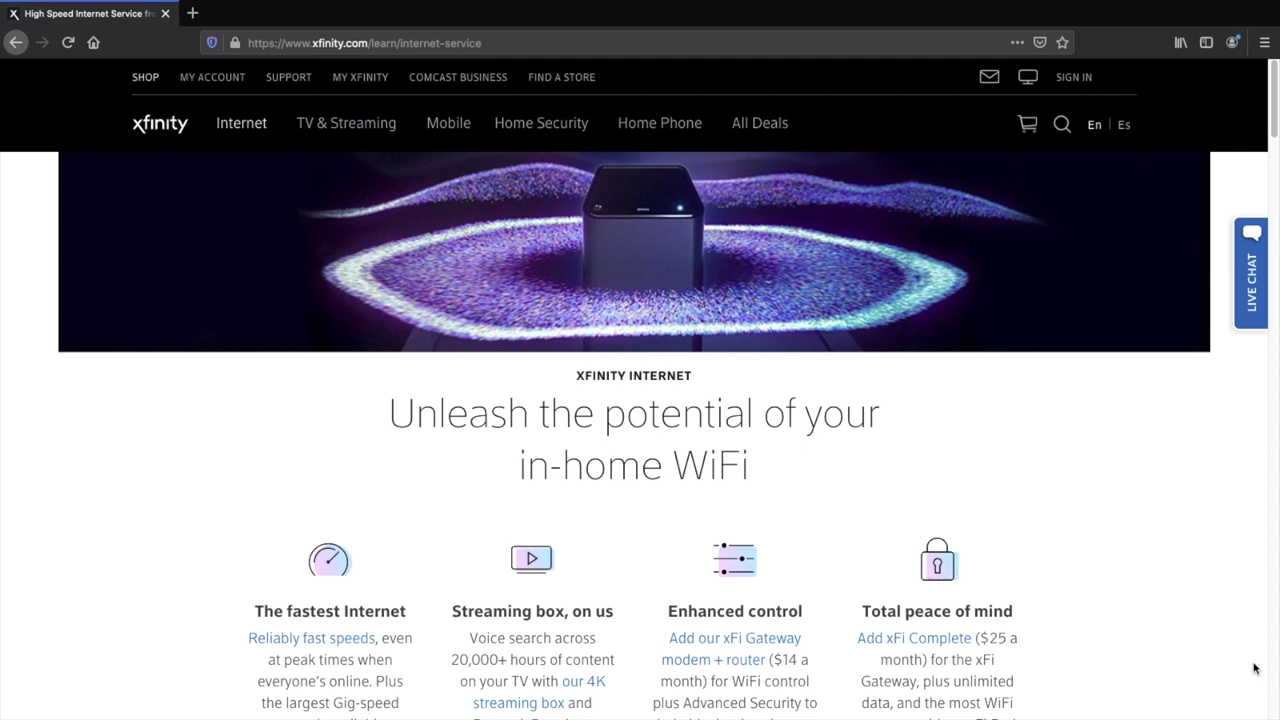 High Speed Internet Service fro
https://www.xfinity.com/learn/internet-service
SHOP MY ACCOUNT SUPPORT MY XFINITY COMCAST BUSINESS FIND A STORE SIGN IN
xfinity Internet TV & Streaming Mobile Home Security Home Phone All Deals En | Es
LIVE CHAT
XFINITY INTERNET
Unleash the potential of your
in-home WiFi
The fastest Internet
Reliably fast speeds, even
at peak times when
everyone's online. Plus
the largest Gig-speed
Streaming box, on us
Voice search across
20,000+ hours of content
on your TV with our 4K
streaming box and
Enhanced control
Add our xFi Gateway
modem + router ($14 a
month) for WiFi control
plus Advanced Security to
Total peace of mind
Add xFi Complete ($25 a
month) for the xFi
Gateway, plus unlimited
data, and the most WiFi